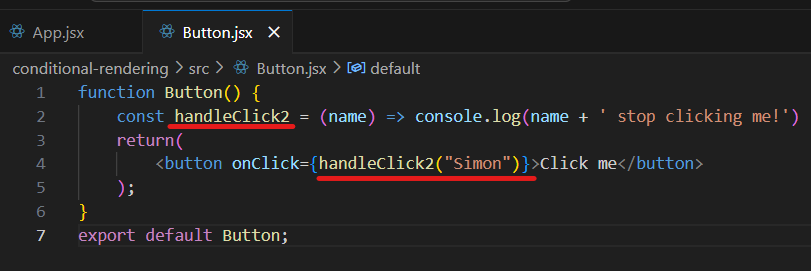 App.jsx Button.jsx ×
conditional-rendering > src > Button.jsx > default
1 function Button() {
2     const handleClick2 = (name) => console.log(name + ' stop clicking me!')
3     return(
4         <button onClick={handleClick2("Simon")}>Click me</button>
5     );
6 }
7 export default Button;